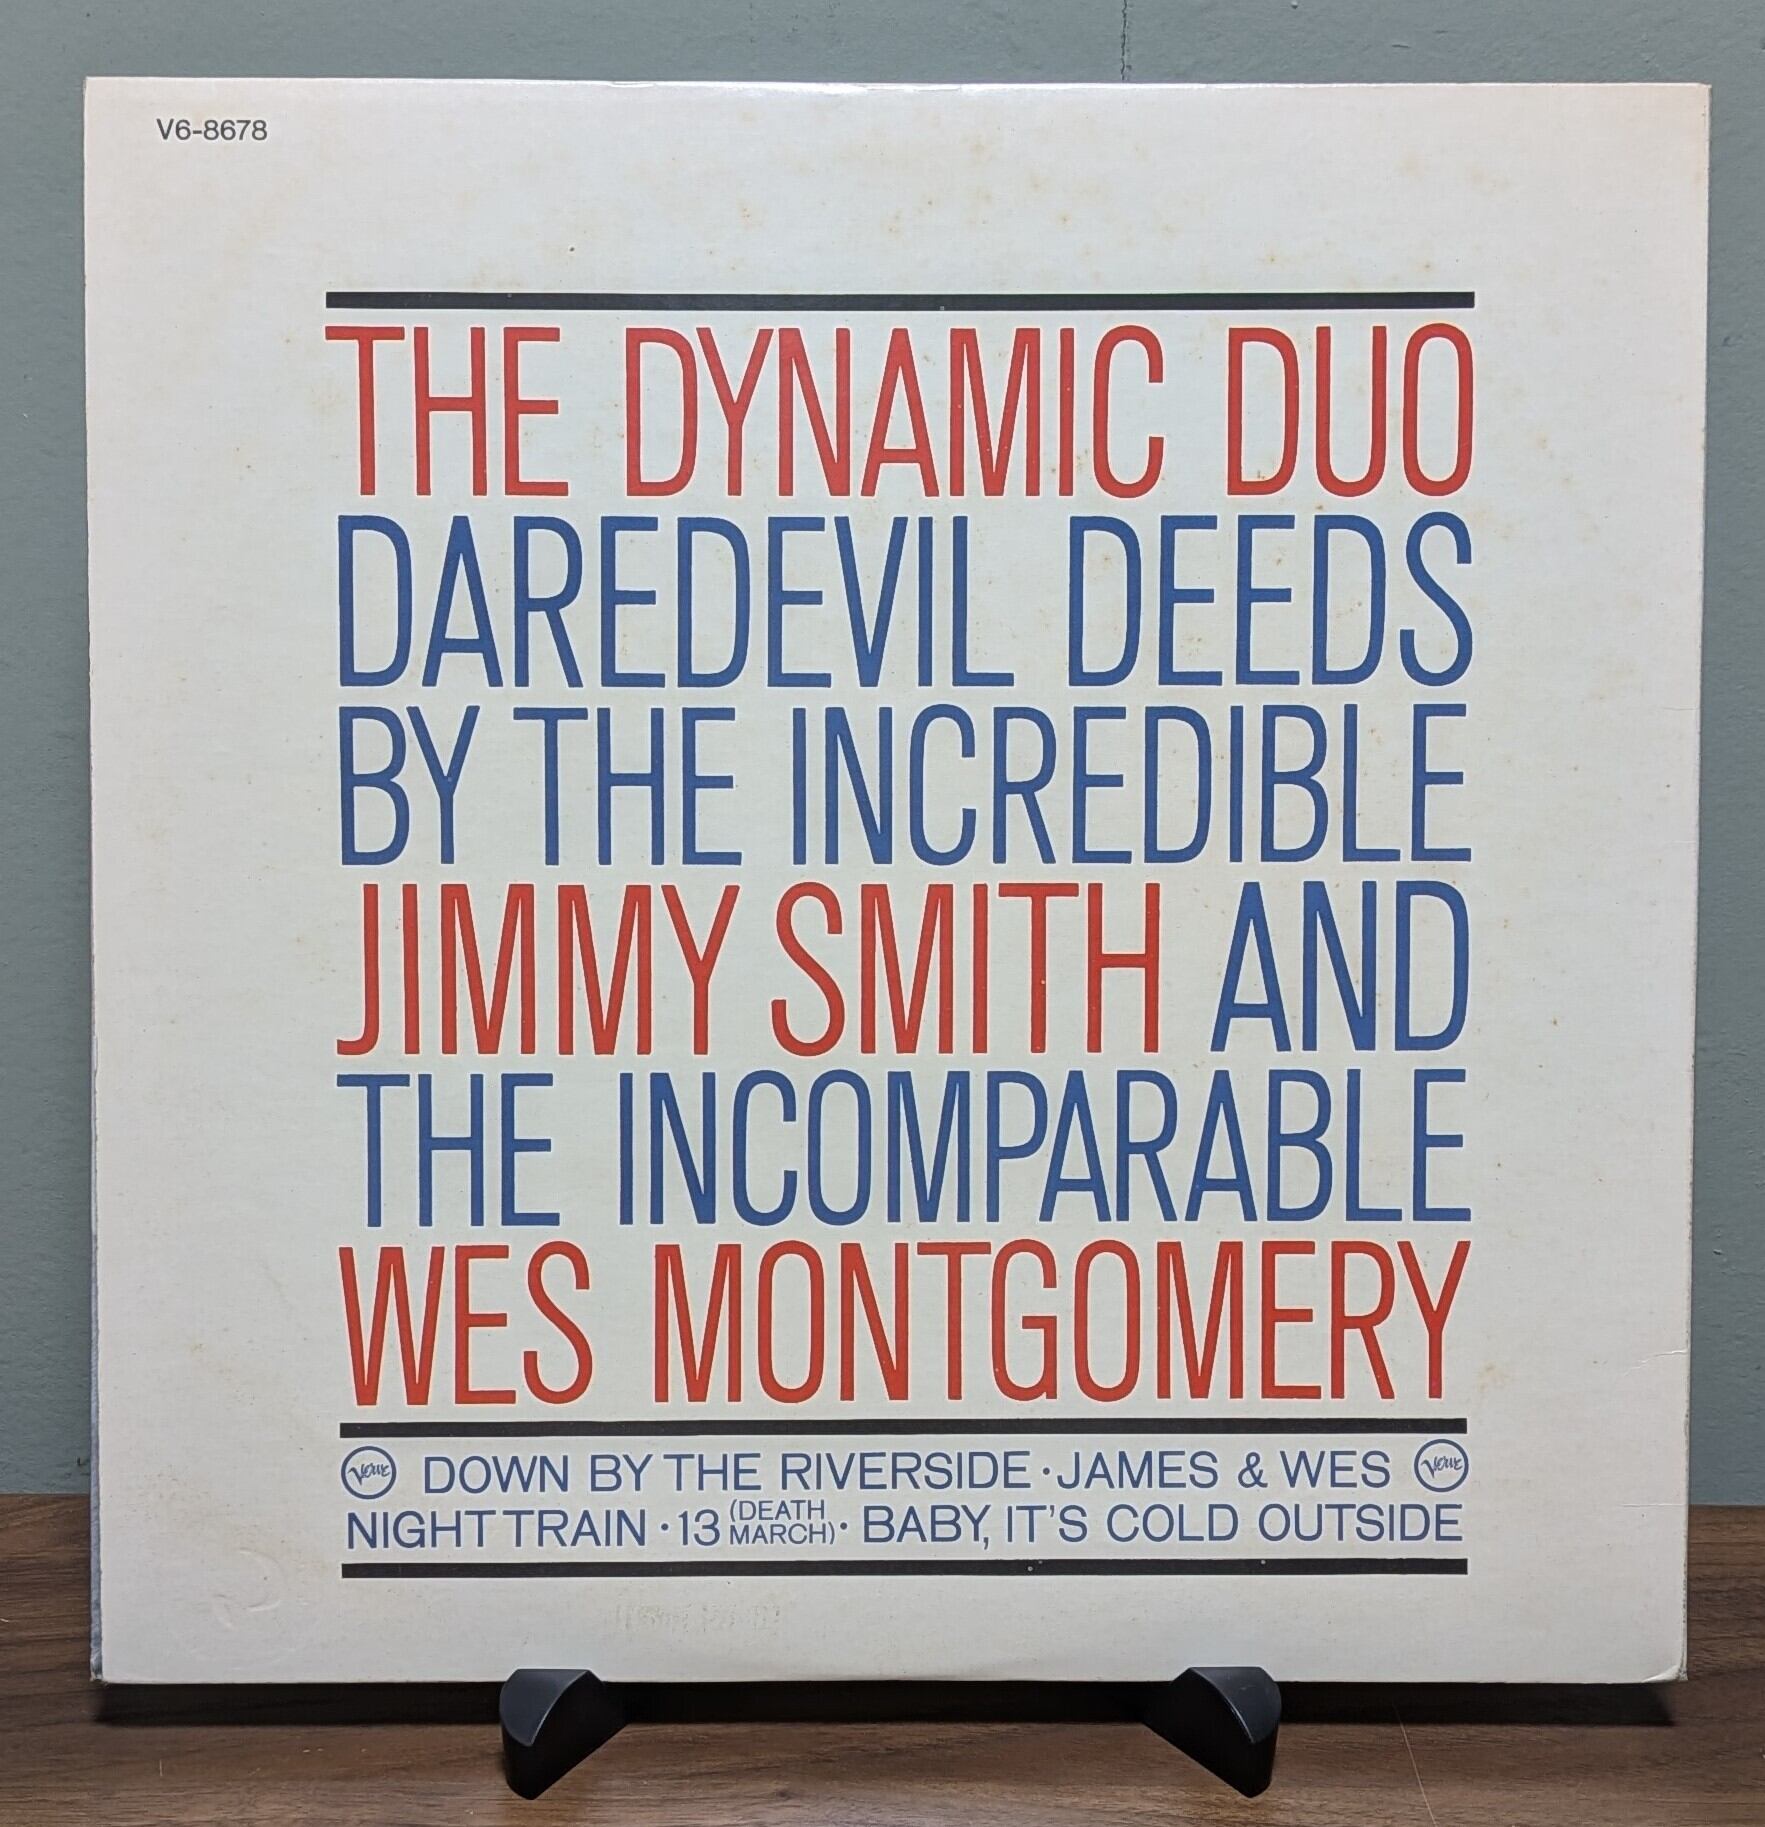 V6-8678
THE DYNAMIC DUO
DAREDEVIL DEEDS
BY THE INCREDIBLE
JIMMY SMITH AND
THE INCOMPARABLE
WES MONTGOMERY
Verve DOWN BY THE RIVERSIDE · JAMES & WES Verve
NIGHT TRAIN · 13 (DEATH MARCH) · BABY, IT'S COLD OUTSIDE